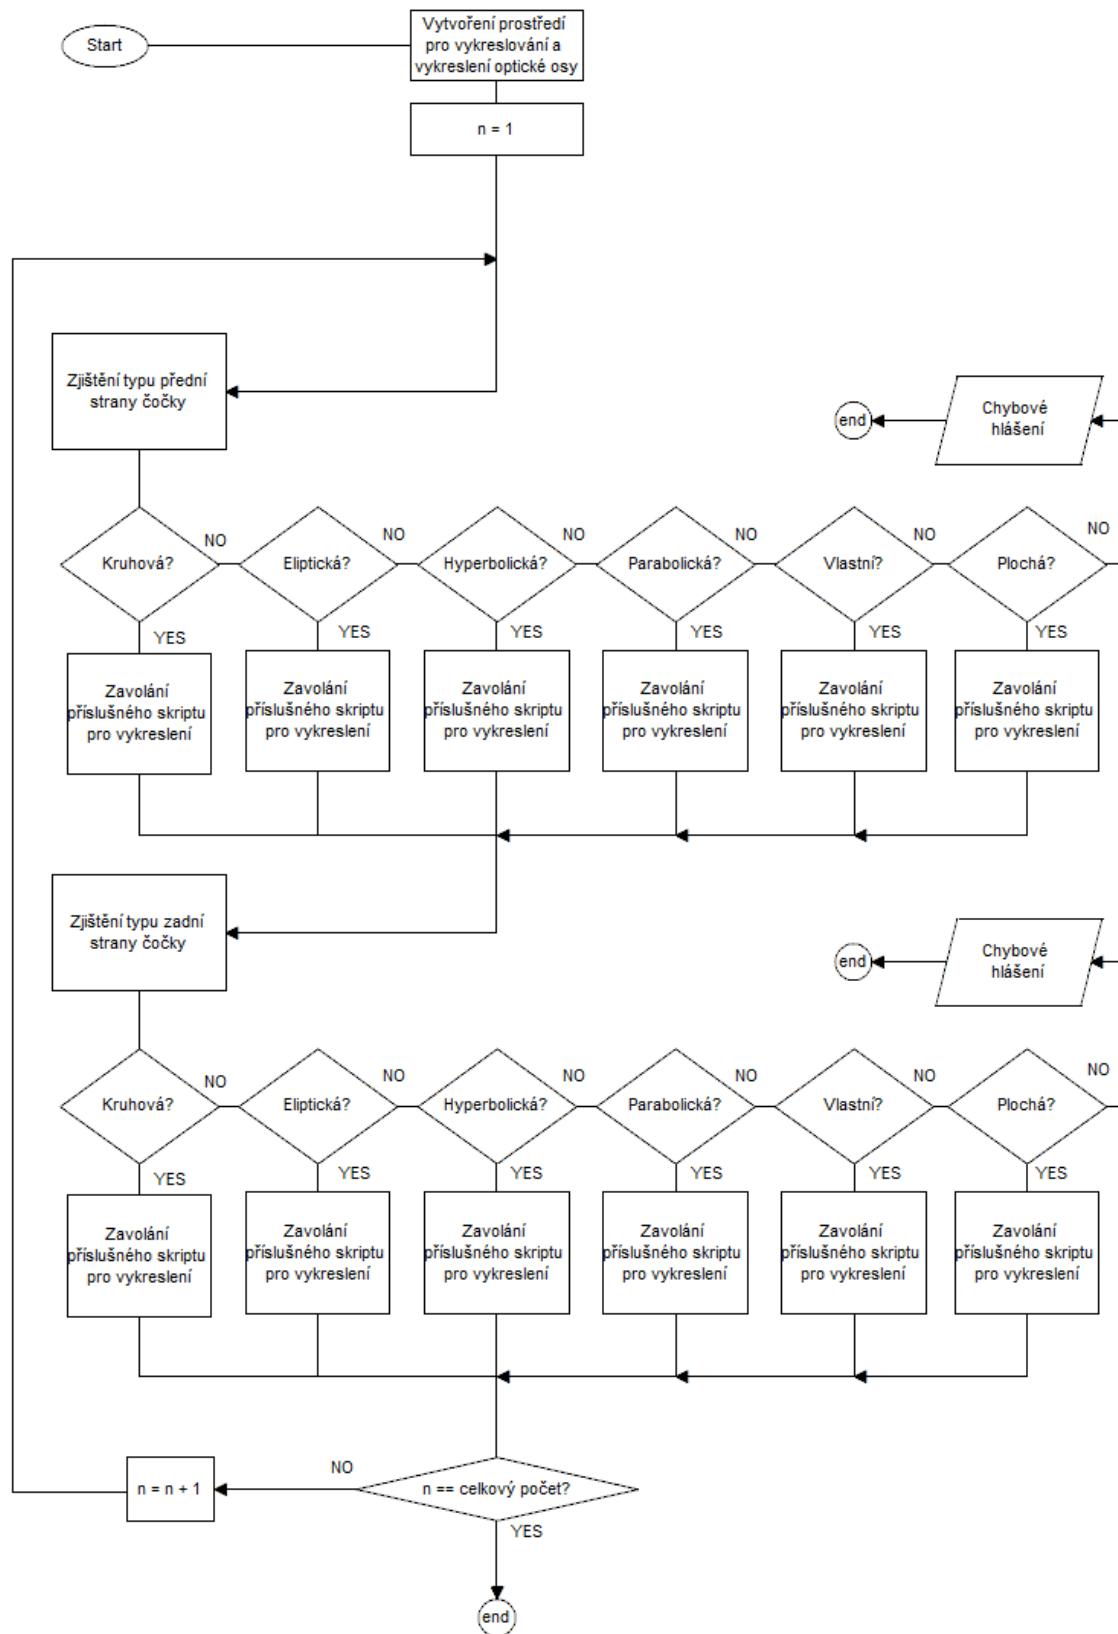 Start
Vytvoření prostředí
pro vykreslování a
vykreslení optické osy
n = 1
Zjištění typu přední
strany čočky
end
Chybové
hlášení
NO
NO
NO
NO
NO
NO
Kruhová?
Eliptická?
Hyperbolická?
Parabolická?
Vlastní?
Plochá?
YES
YES
YES
YES
YES
YES
Zavolání
příslušného skriptu
pro vykreslení
Zavolání
příslušného skriptu
pro vykreslení
Zavolání
příslušného skriptu
pro vykreslení
Zavolání
příslušného skriptu
pro vykreslení
Zavolání
příslušného skriptu
pro vykreslení
Zavolání
příslušného skriptu
pro vykreslení
Zjištění typu zadní
strany čočky
end
Chybové
hlášení
NO
NO
NO
NO
NO
NO
Kruhová?
Eliptická?
Hyperbolická?
Parabolická?
Vlastní?
Plochá?
YES
YES
YES
YES
YES
YES
Zavolání
příslušného skriptu
pro vykreslení
Zavolání
příslušného skriptu
pro vykreslení
Zavolání
příslušného skriptu
pro vykreslení
Zavolání
příslušného skriptu
pro vykreslení
Zavolání
příslušného skriptu
pro vykreslení
Zavolání
příslušného skriptu
pro vykreslení
n = n + 1
NO
n == celkový počet?
YES
end